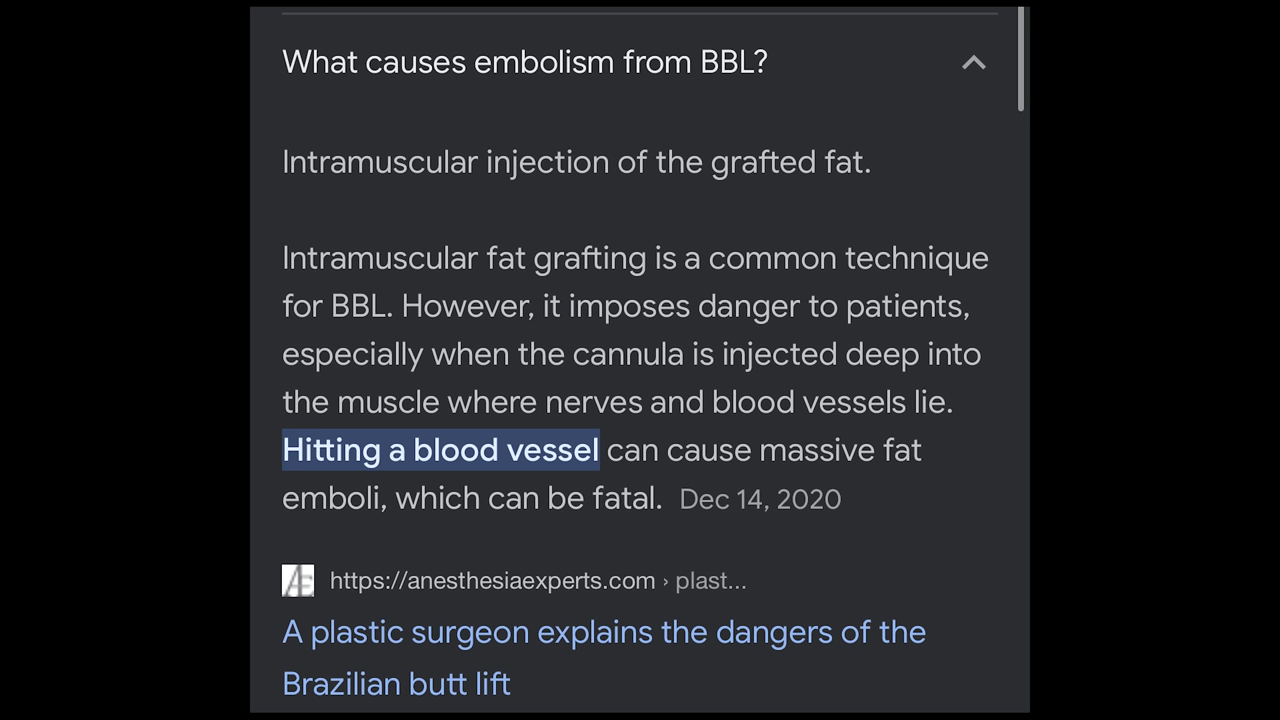 What causes embolism from BBL?
Intramuscular injection of the grafted fat.
Intramuscular fat grafting is a common technique
for BBL. However, it imposes danger to patients,
especially when the cannula is injected deep into
the muscle where nerves and blood vessels lie.
Hitting a blood vessel can cause massive fat
emboli, which can be fatal. Dec 14, 2020
AE
https://anesthesiaexperts.com › plast...
A plastic surgeon explains the dangers of the
Brazilian butt lift